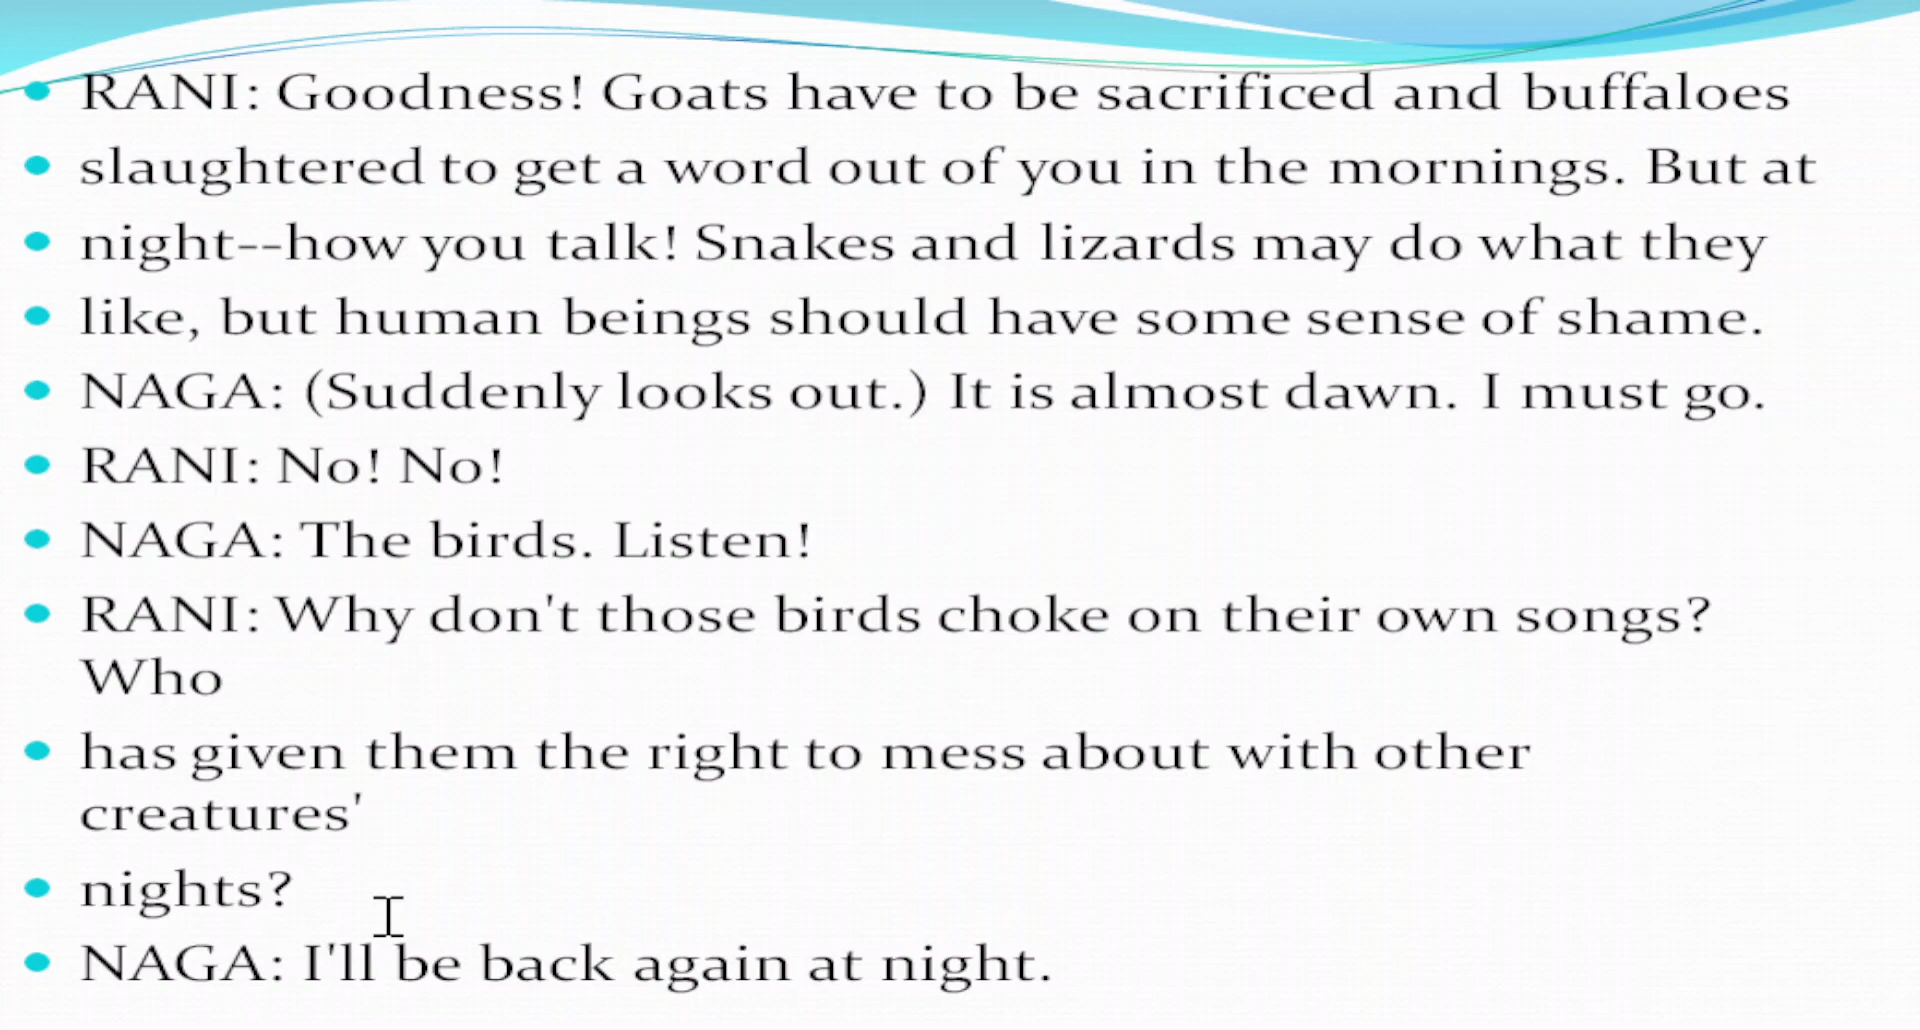 RANI: Goodness! Goats have to be sacrificed and buffaloes
slaughtered to get a word out of you in the mornings. But at
night--how you talk! Snakes and lizards may do what they
like, but human beings should have some sense of shame.
NAGA: (Suddenly looks out.) It is almost dawn. I must go.
RANI: No! No!
NAGA: The birds. Listen!
RANI: Why don't those birds choke on their own songs?
Who
has given them the right to mess about with other
creatures'
nights?
NAGA: I'll be back again at night.